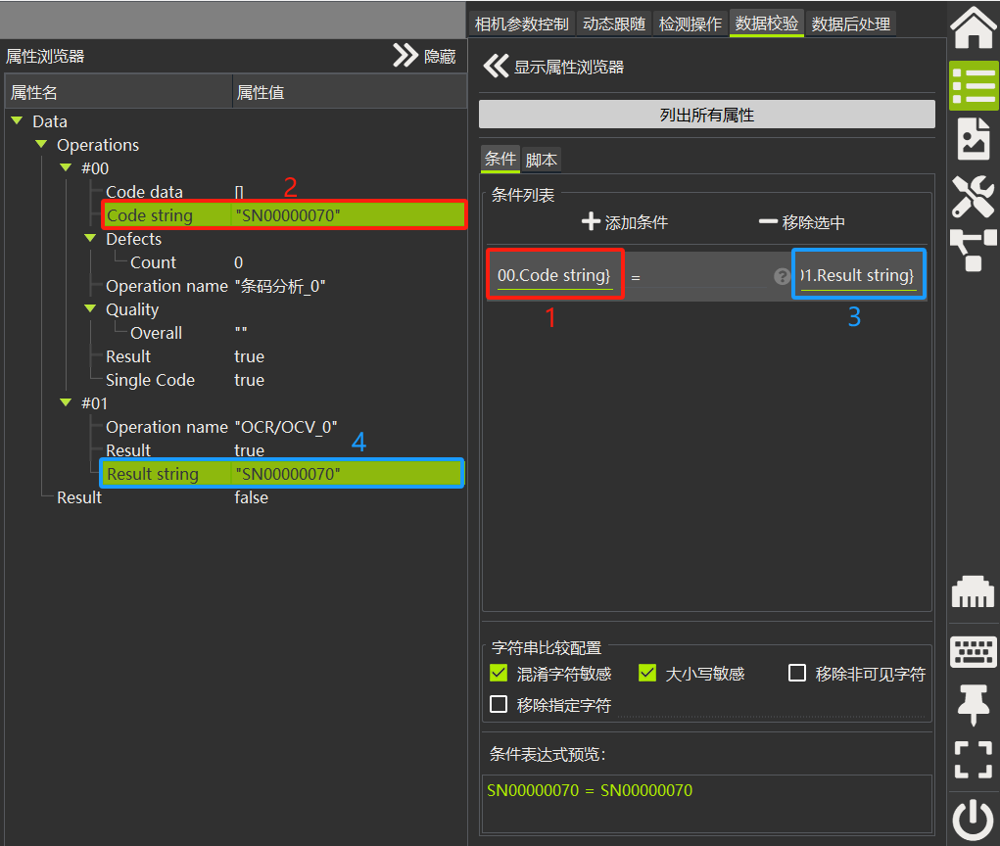 相机参数控制 动态跟随 检测操作 数据校验 数据后处理
属性浏览器 隐藏
属性名 属性值
Data
Operations
#00
Code data []
2
Code string "SN00000070"
Defects
Count 0
Operation name "条码分析_0"
Quality
Overall ""
Result true
Single Code true
#01
Operation name "OCR/OCV_0"
4
Result true
Result string "SN00000070"
Result false
显示属性浏览器
列出所有属性
条件 脚本
条件列表
添加条件 移除选中
00.Code string} = ? 1.Result string}
1 3
字符串比较配置
混淆字符敏感 大小写敏感 移除非可见字符
移除指定字符
条件表达式预览:
SN00000070 = SN00000070